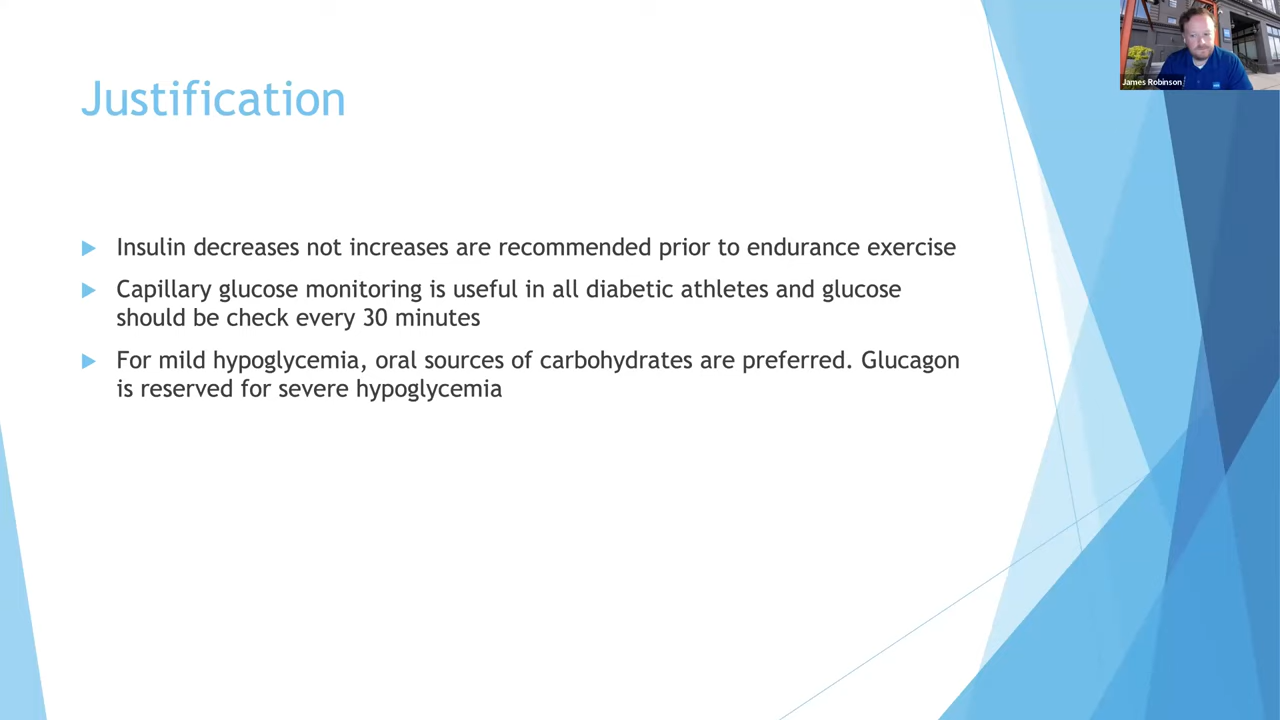 Justification
James Robinson
Insulin decreases not increases are recommended prior to endurance exercise
Capillary glucose monitoring is useful in all diabetic athletes and glucose
should be check every 30 minutes
For mild hypoglycemia, oral sources of carbohydrates are preferred. Glucagon
is reserved for severe hypoglycemia